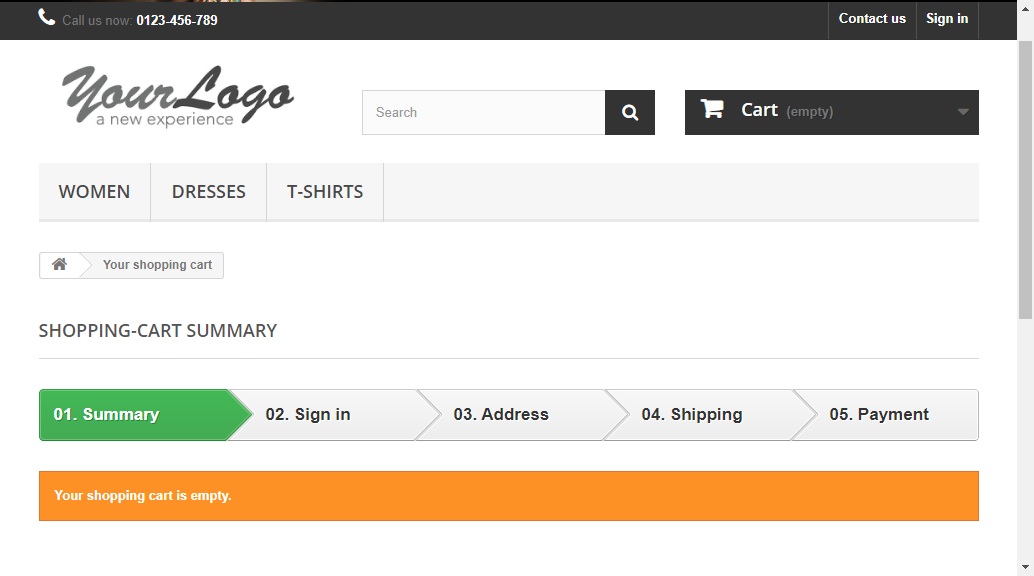 Call us now: 0123-456-789
Contact us
Sign in
YourLogo
a new experience
Search
Cart (empty)
WOMEN
DRESSES
T-SHIRTS
Your shopping cart
SHOPPING-CART SUMMARY
01. Summary
02. Sign in
03. Address
04. Shipping
05. Payment
Your shopping cart is empty.